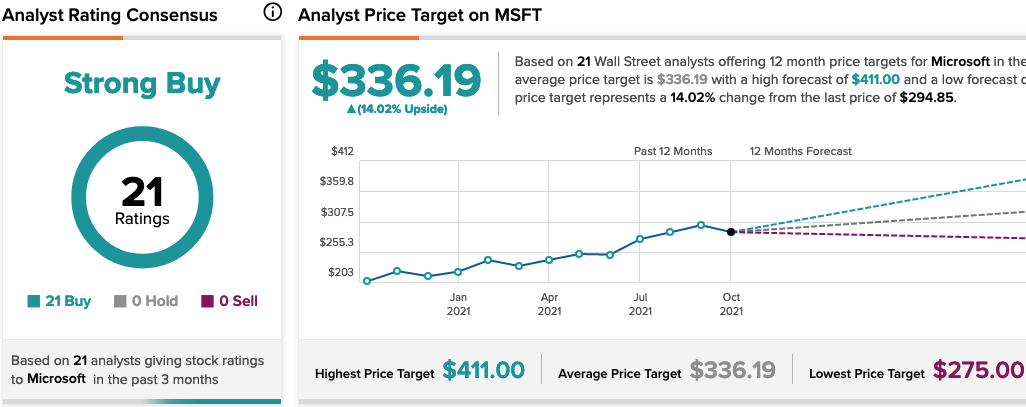 Analyst Rating Consensus
Strong Buy
21
Ratings
21 Buy
0 Hold
0 Sell
Based on 21 analysts giving stock ratings
to Microsoft in the past 3 months
Analyst Price Target on MSFT
$336.19
▲(14.02% Upside)
Based on 21 Wall Street analysts offering 12 month price targets for Microsoft in the
average price target is $336.19 with a high forecast of $411.00 and a low forecast
price target represents a 14.02% change from the last price of $294.85.
Past 12 Months
12 Months Forecast
$412
$359.8
$307.5
$255.3
$203
Jan
2021
Apr
2021
Jul
2021
Oct
2021
Highest Price Target $411.00
Average Price Target $336.19
Lowest Price Target $275.00